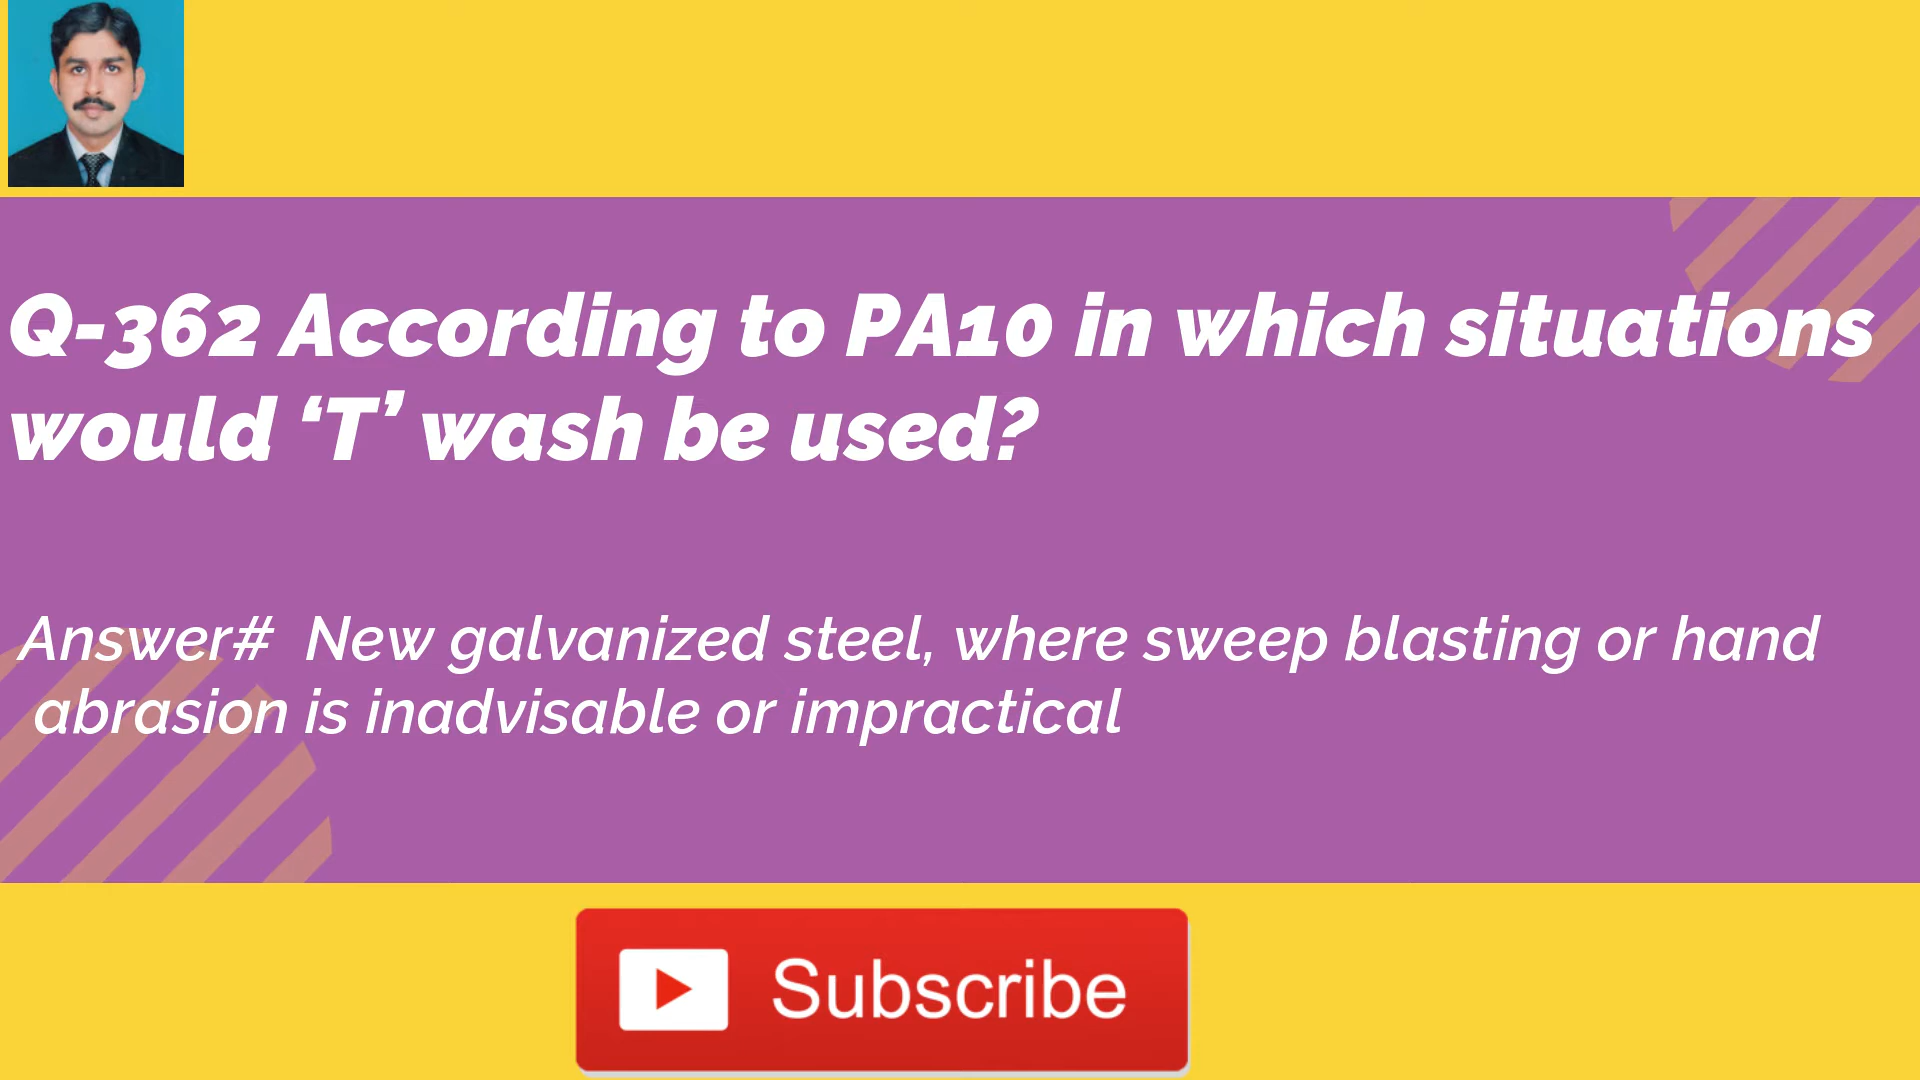 Q-362 According to PA10 in which situations
would ‘T’ wash be used?
Answer# New galvanized steel, where sweep blasting or hand
abrasion is inadvisable or impractical
Subscribe